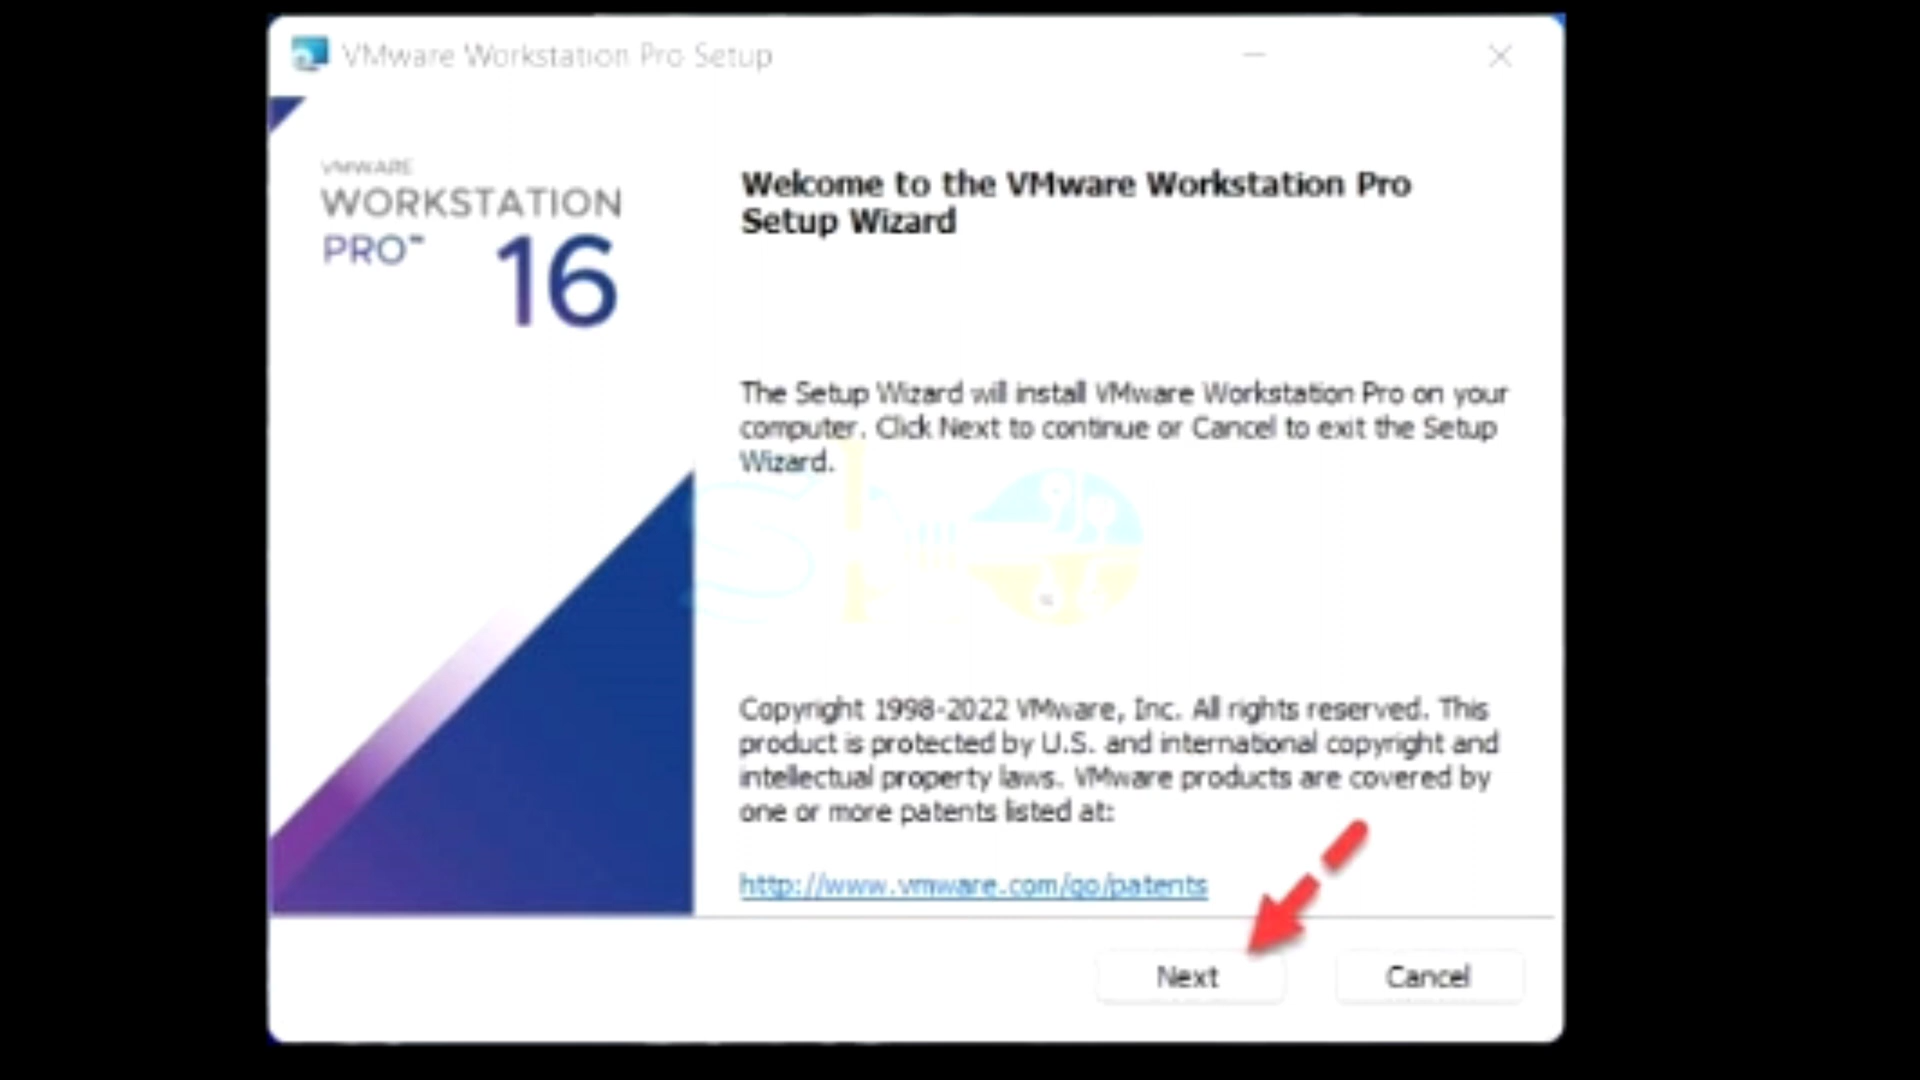 VMware Workstation Pro Setup
VMWARE
WORKSTATION
PRO™ 16
Welcome to the VMware Workstation Pro
Setup Wizard
The Setup Wizard will install VMware Workstation Pro on your
computer. Click Next to continue or Cancel to exit the Setup
Wizard.
Copyright 1998-2022 VMware, Inc. All rights reserved. This
product is protected by U.S. and international copyright and
intellectual property laws. VMware products are covered by
one or more patents listed at:
http://www.vmware.com/go/patents
Next Cancel